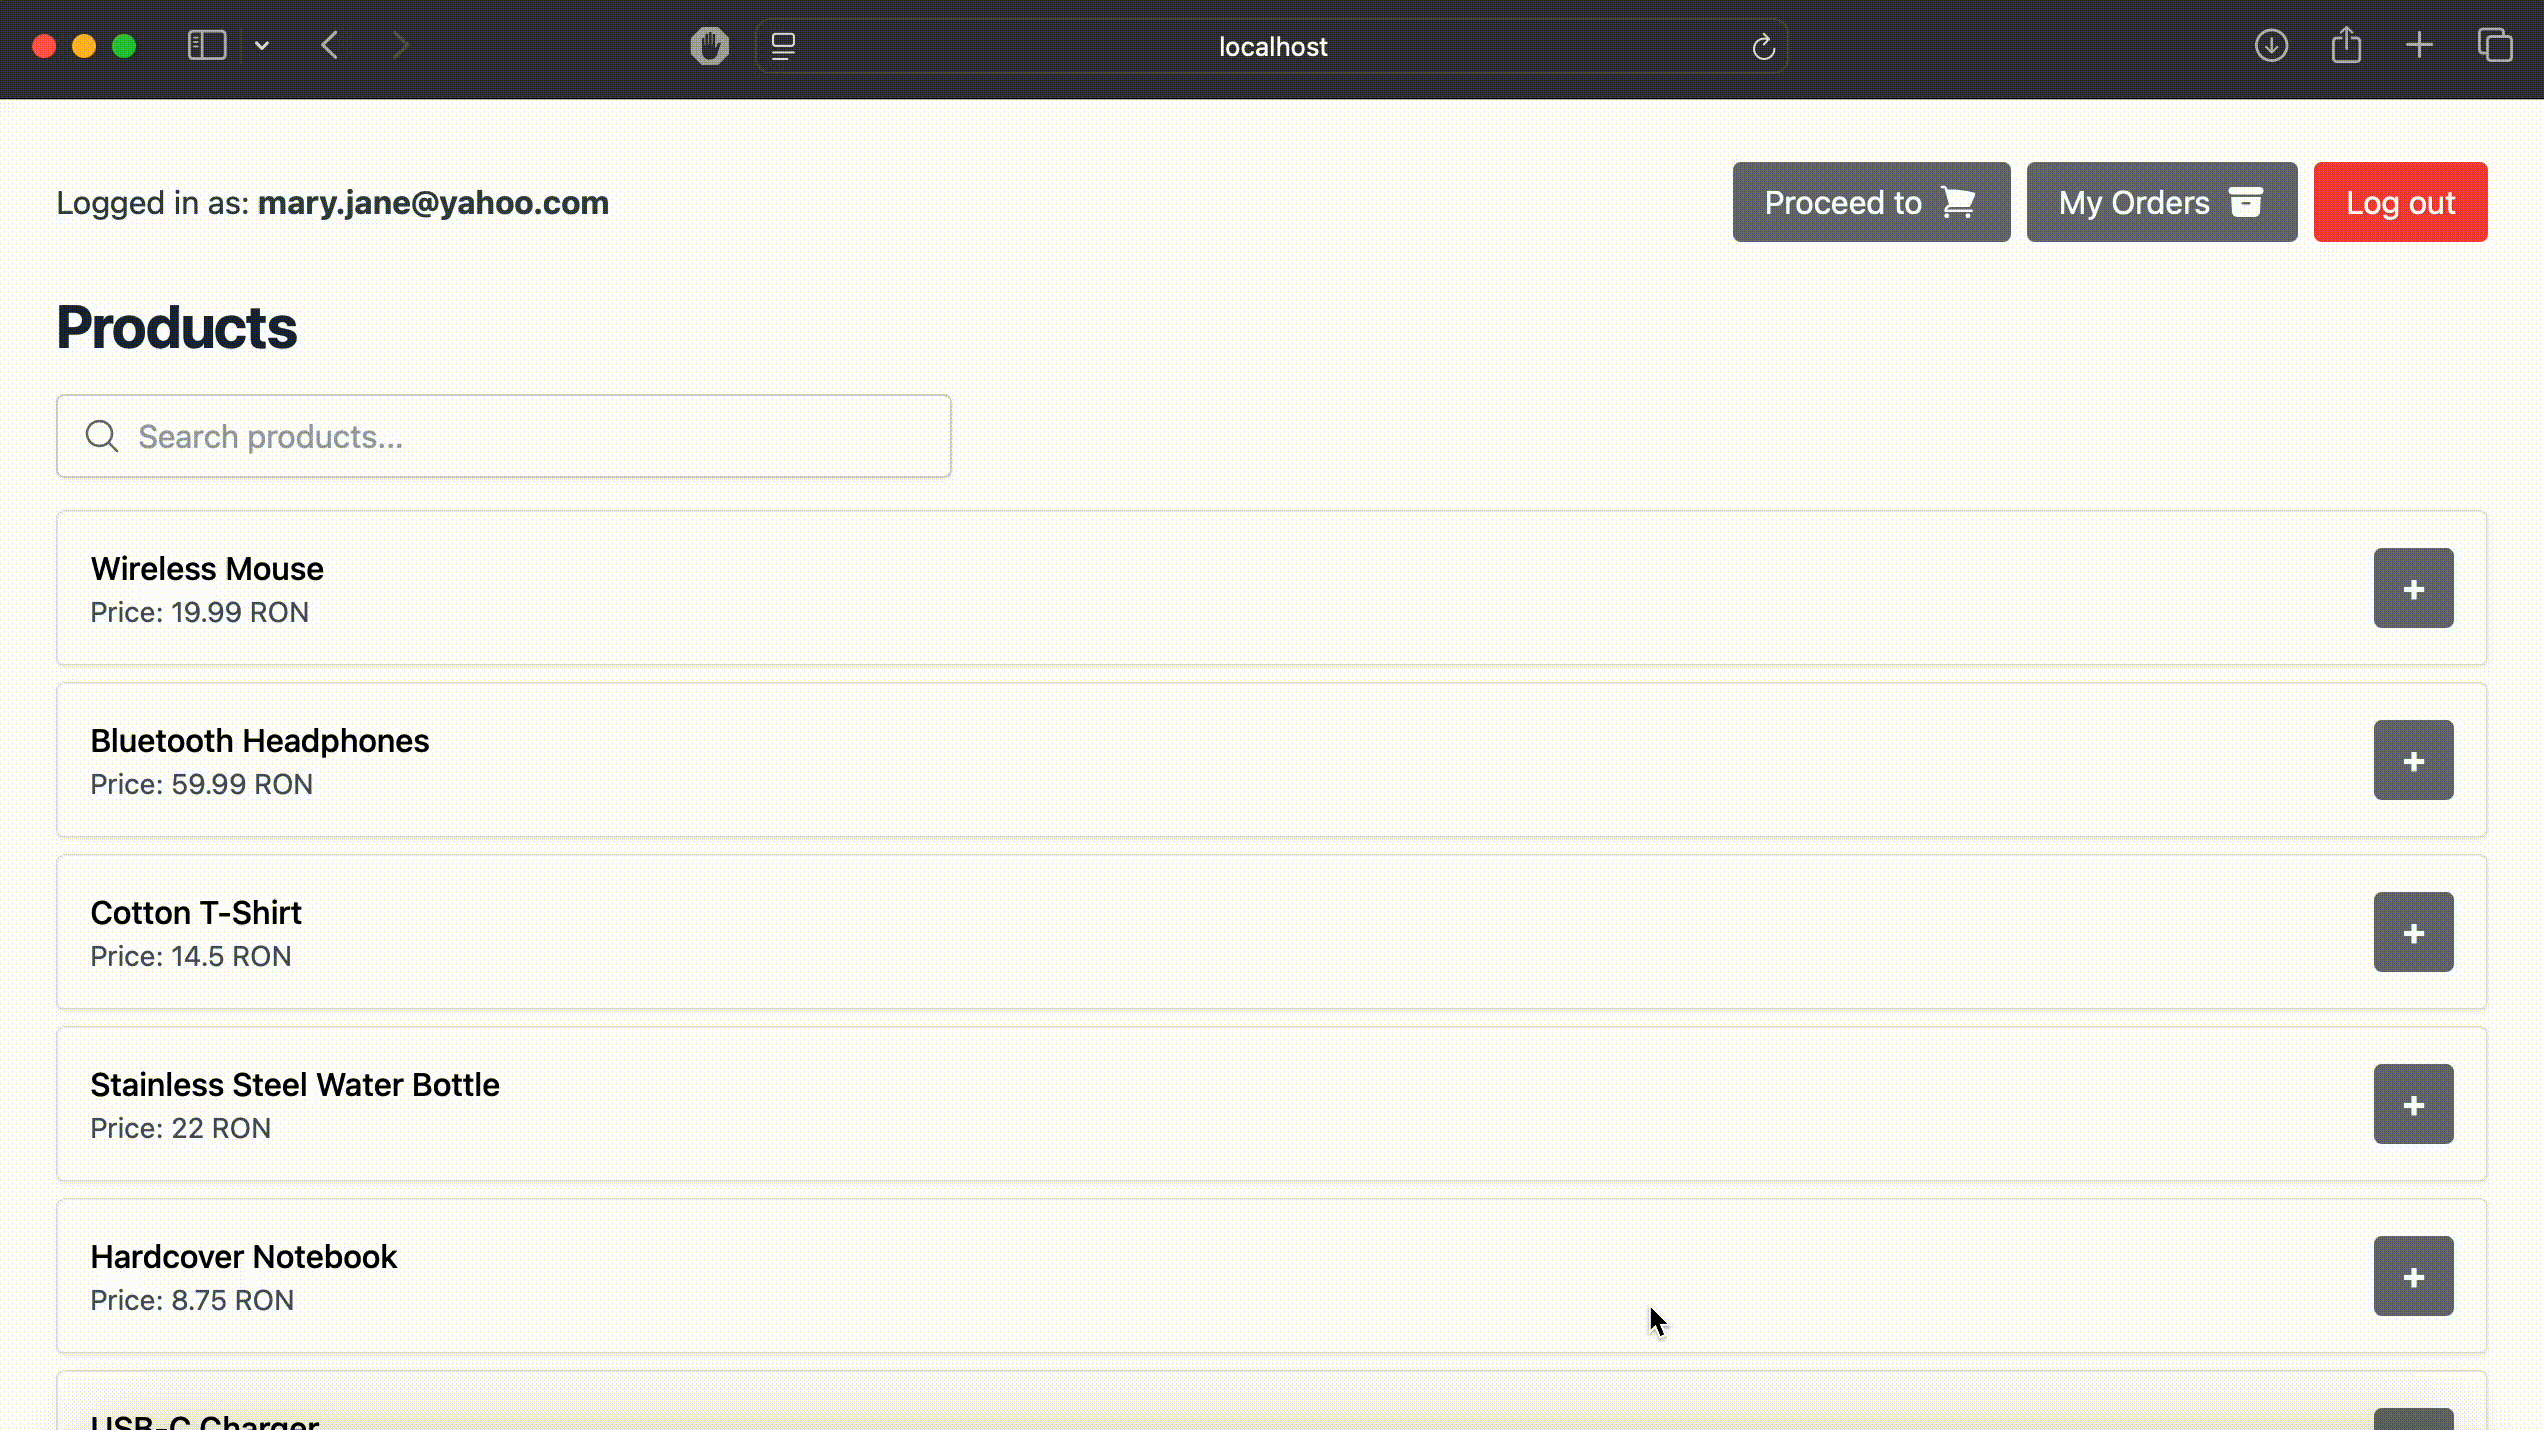 localhost
Logged in as: mary.jane@yahoo.com
Proceed to
My Orders
Log out
Products
Search products...
Wireless Mouse
Price: 19.99 RON
+
Bluetooth Headphones
Price: 59.99 RON
+
Cotton T-Shirt
Price: 14.5 RON
+
Stainless Steel Water Bottle
Price: 22 RON
+
Hardcover Notebook
Price: 8.75 RON
+
USB-C Charger